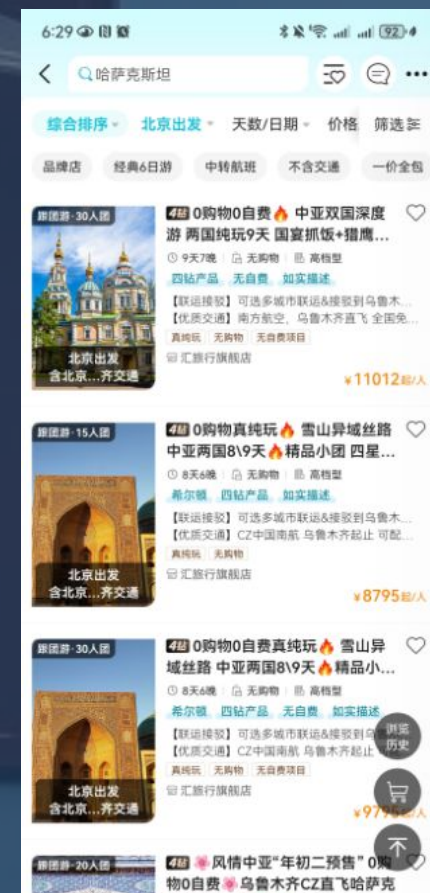 6:29
92
哈萨克斯坦
综合排序 北京出发 天数/日期 价格 筛选
品牌店 经典6日游 中转航班 不含交通 一价全包
跟团游·30人团
4钻 0购物0自费🔥 中亚双国深度
游 两国纯玩9天 国宴抓饭+猎鹰...
9天7晚 无购物 高档型
四钻产品 无自费 如实描述
【联运接驳】可选多城市联运&接驳到乌鲁木...
【优质交通】南方航空，乌鲁木齐直飞 全国免...
真纯玩 无购物 无自费项目
汇旅行旗舰店
北京出发
含北京...齐交通
¥11012起/人
跟团游·15人团
4钻 0购物真纯玩🔥 雪山异域丝路
中亚两国8\9天🔥精品小团 四星...
8天6晚 无购物 高档型
希尔顿 四钻产品 如实描述
【联运接驳】可选多城市联运&接驳到乌鲁木...
【优质交通】CZ中国南航 乌鲁木齐起止 可配...
真纯玩 无购物
汇旅行旗舰店
北京出发
含北京...齐交通
¥8795起/人
跟团游·30人团
4钻 0购物0自费真纯玩🔥 雪山异
域丝路 中亚两国8\9天🔥精品小...
8天6晚 无购物 高档型
希尔顿 四钻产品 无自费 如实描述
【联运接驳】可选多城市联运&接驳到乌
【优质交通】CZ中国南航 乌鲁木齐起止
真纯玩 无购物 无自费项目
汇旅行旗舰店
北京出发
含北京...齐交通
浏览
历史
¥9795起/人
跟团游·20人团
4钻 🌸风情中亚“年初二预售” 0购
物0自费🌸乌鲁木齐CZ直飞哈萨克